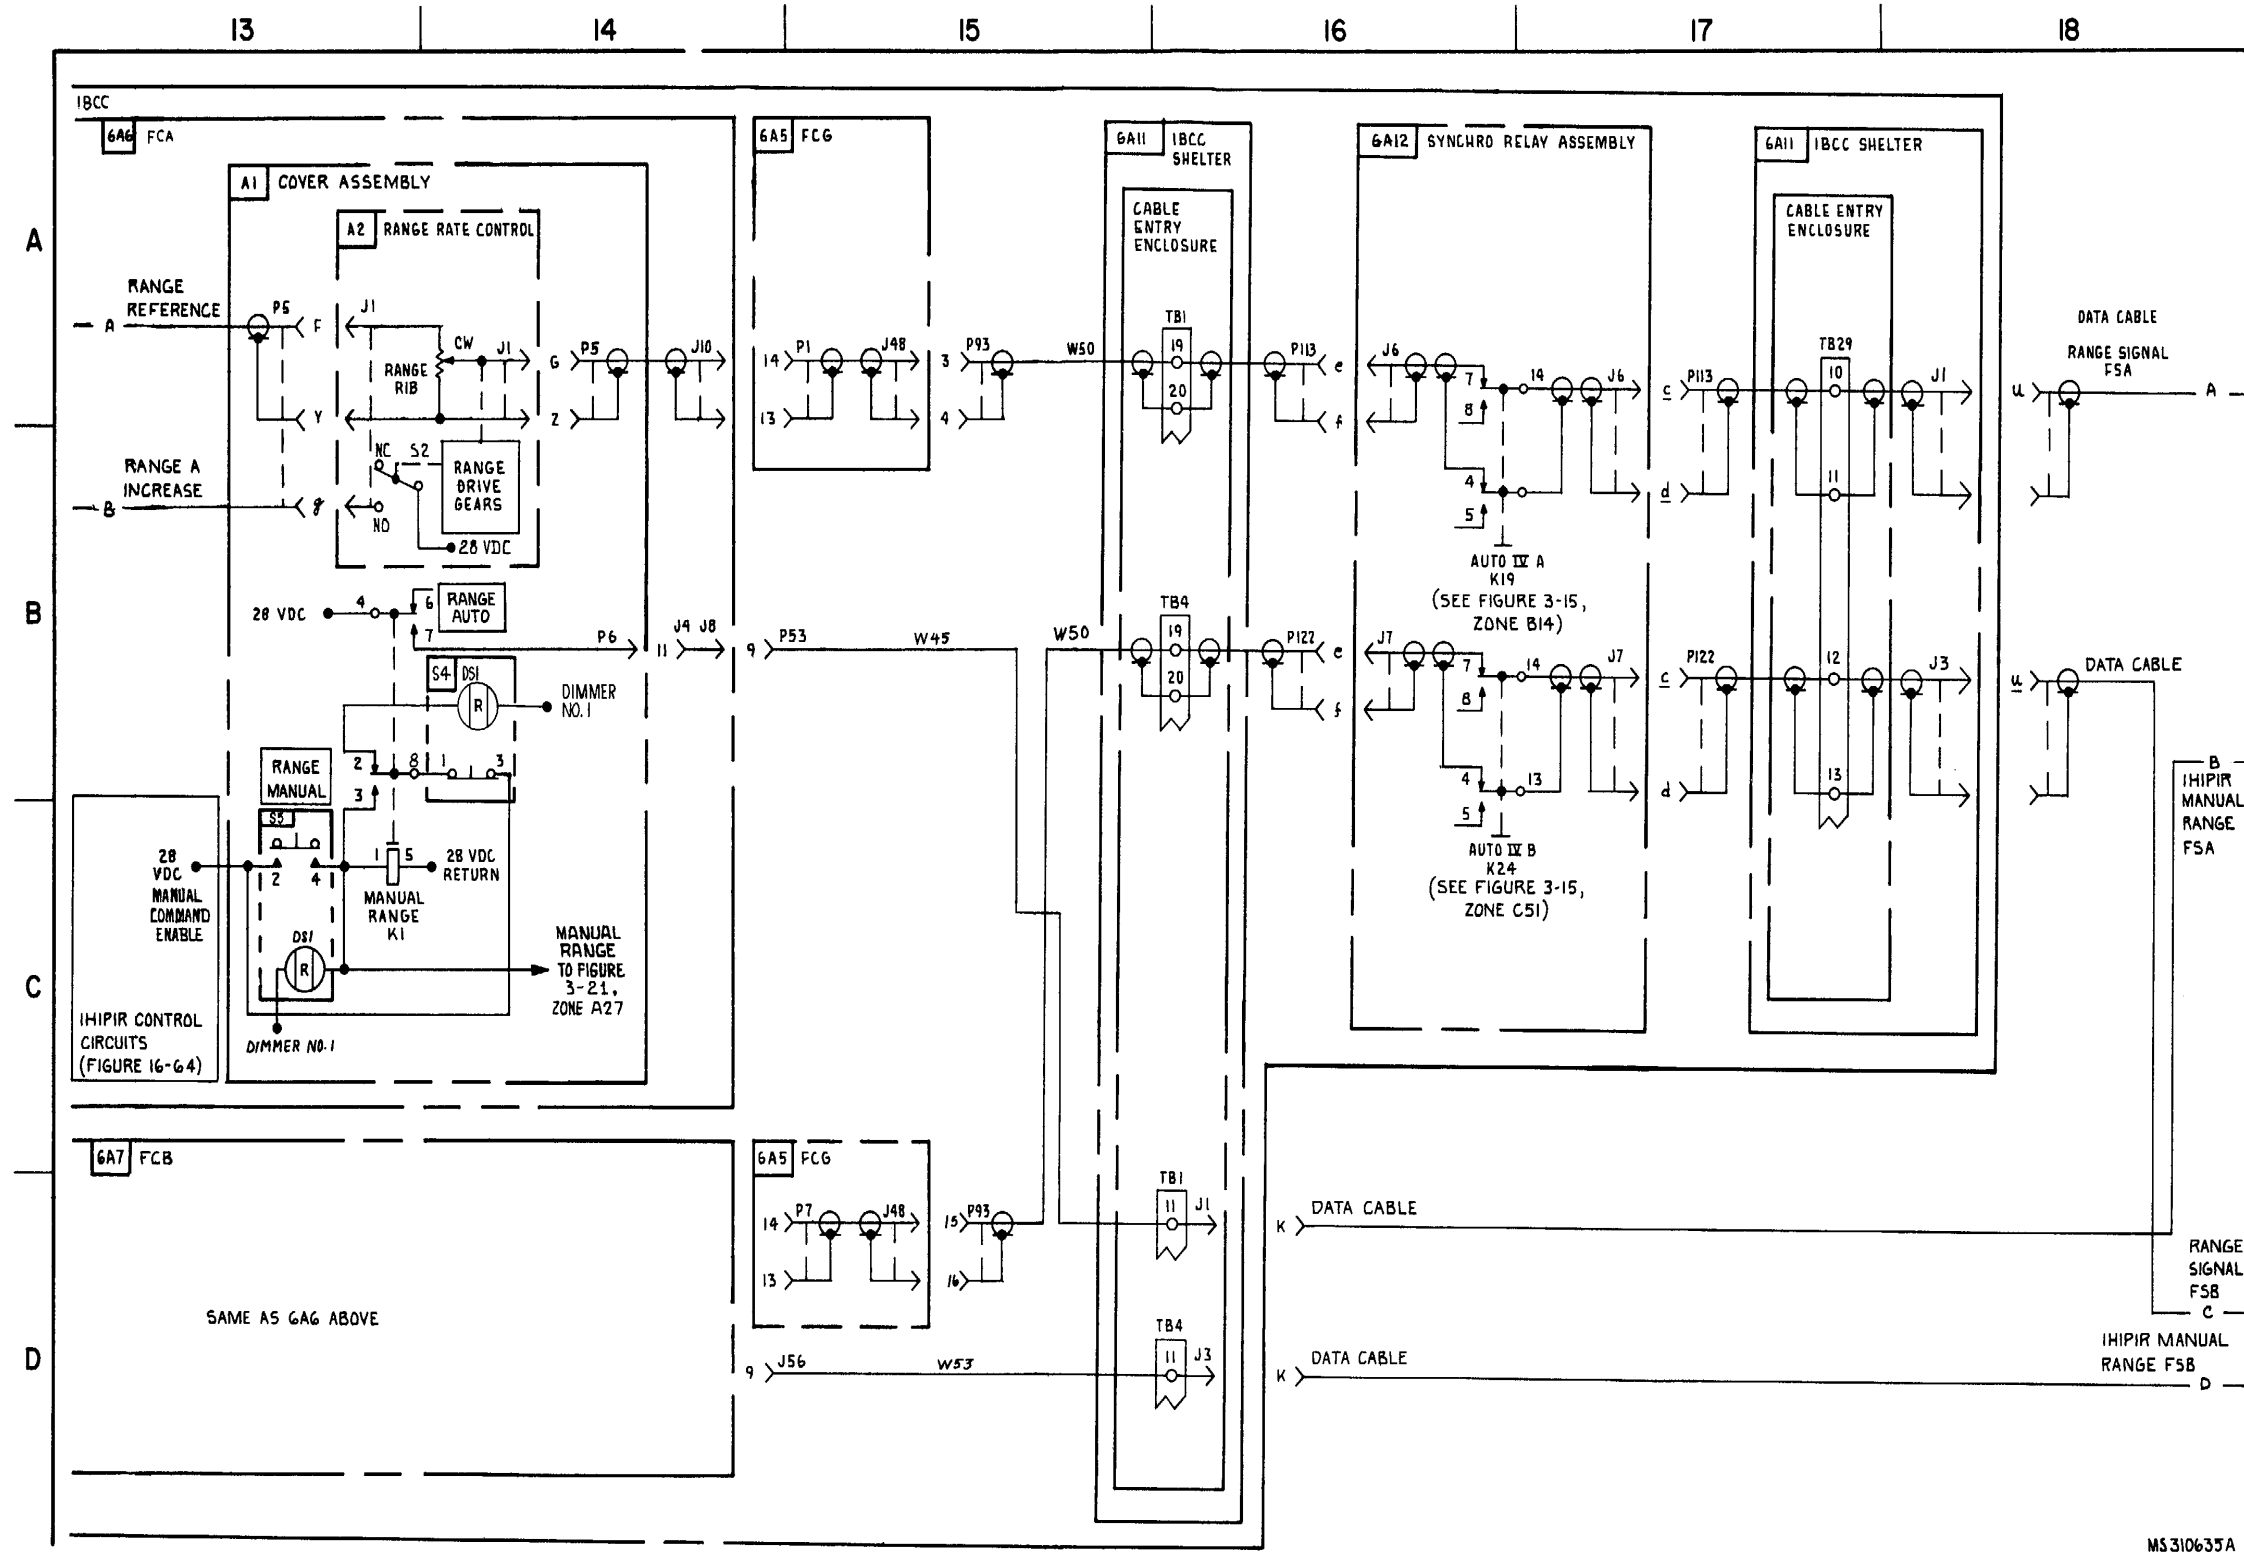 13 14 15 16 17 18
A
B
C
D
IBCC
6A6 FCA
A1 COVER ASSEMBLY
A2 RANGE RATE CONTROL
RANGE
REFERENCE
A
P5
F
J1
CW
RANGE
R1B
J1
G
P5
J10
Y
Z
RANGE A
INCREASE
B
g
NC
S2
NO
RANGE
DRIVE
GEARS
28 VDC
28 VDC
4
6
7
RANGE
AUTO
P6
11
J4 J8
S4 DS1
R
DIMMER
NO.1
RANGE
MANUAL
2
8
1
3
3
28
VDC
MANUAL
COMMAND
ENABLE
2
4
1 5
28 VDC
RETURN
MANUAL
RANGE
K1
DS1
R
MANUAL
RANGE
TO FIGURE
3-21,
ZONE A27
DIMMER NO.1
IHIPIR CONTROL
CIRCUITS
(FIGURE 16-64)
6A5 FCG
14
P1
J48
13
3
P93
W50
4
9
P53
W45
W50
6A11 IBCC
SHELTER
CABLE
ENTRY
ENCLOSURE
TB1
19
20
TB4
19
20
P113
e
f
P122
e
f
6A12 SYNCHRO RELAY ASSEMBLY
J6
7
8
14
J6
4
5
AUTO IV A
K19
(SEE FIGURE 3-15,
ZONE B14)
J7
7
8
14
J7
4
5
13
AUTO IV B
K24
(SEE FIGURE 3-15,
ZONE C51)
c
P113
d
c
P122
d
6A11 IBCC SHELTER
CABLE ENTRY
ENCLOSURE
TB29
10
11
12
13
J1
J3
u
u
DATA CABLE
RANGE SIGNAL
FSA
A
DATA CABLE
B
IHIPIR
MANUAL
RANGE
FSA
6A7 FCB
SAME AS 6A6 ABOVE
6A5 FCG
14
P7
J48
13
15
P93
16
9
J56
W53
TB1
11
J1
TB4
11
J3
K
DATA CABLE
K
DATA CABLE
RANGE
SIGNAL
FSB
C
IHIPIR MANUAL
RANGE FSB
D
MS310635A